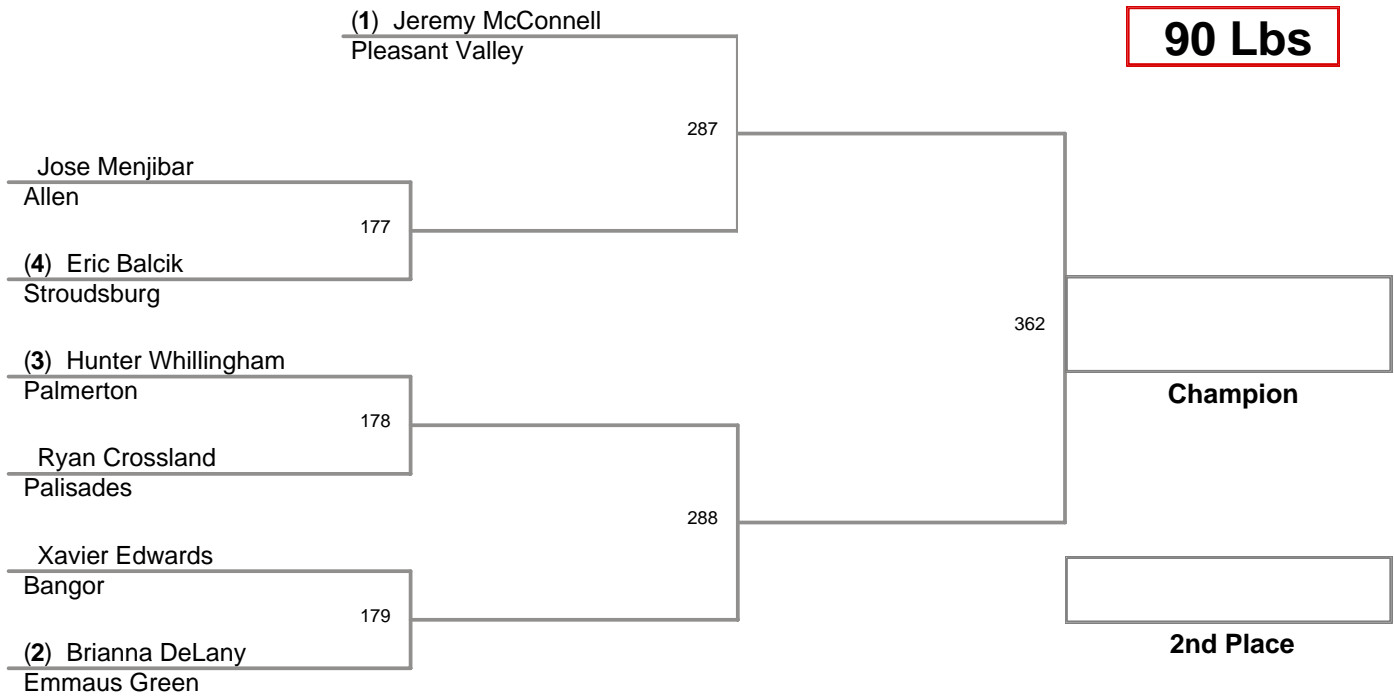 (1) Jeremy McConnell
Pleasant Valley
90 Lbs
287
Jose Menjibar
Allen
177
(4) Eric Balcik
Stroudsburg
362
(3) Hunter Whillingham
Palmerton
Champion
178
Ryan Crossland
Palisades
288
Xavier Edwards
Bangor
179
2nd Place
(2) Brianna DeLany
Emmaus Green